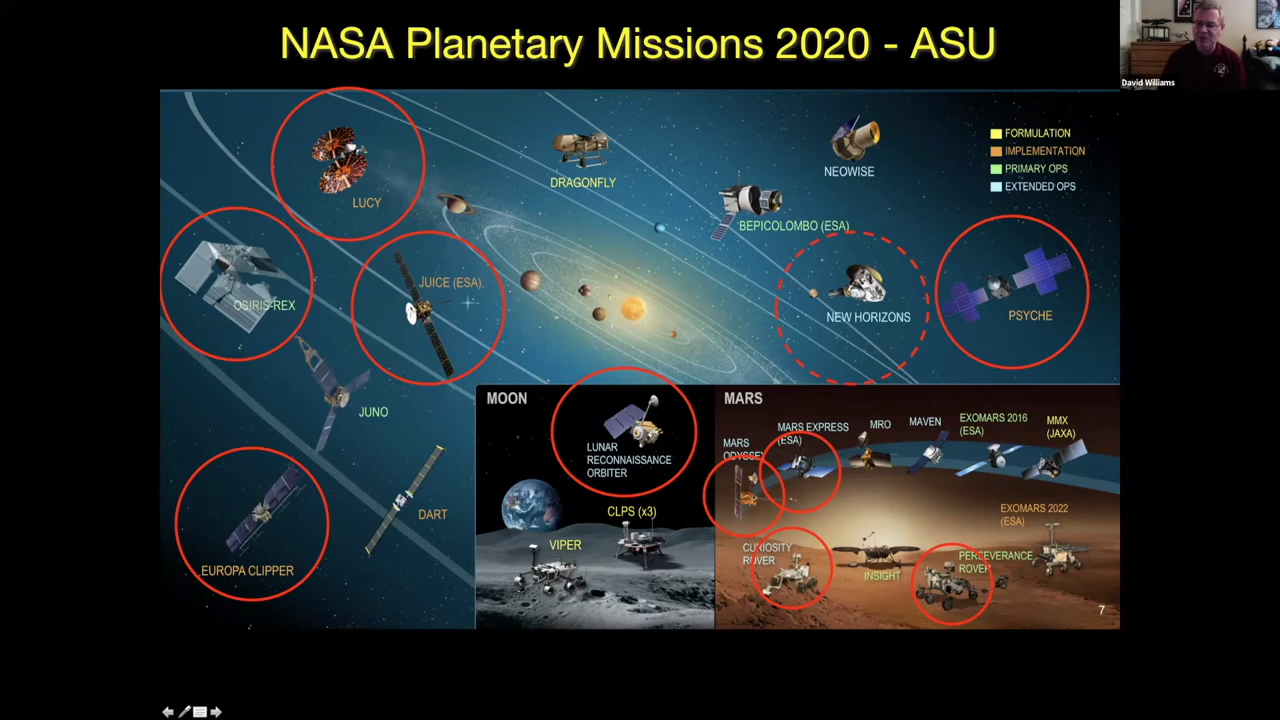 NASA Planetary Missions 2020 - ASU
David Williams
FORMULATION
IMPLEMENTATION
PRIMARY OPS
EXTENDED OPS
LUCY
DRAGONFLY
NEOWISE
BEPICOLOMBO (ESA)
OSIRIS-REX
JUICE (ESA)
NEW HORIZONS
PSYCHE
JUNO
EUROPA CLIPPER
DART
MOON
LUNAR
RECONNAISSANCE
ORBITER
CLPS (x3)
VIPER
MARS
MARS
ODYSSEY
MARS EXPRESS
(ESA)
MRO
MAVEN
EXOMARS 2016
(ESA)
MMX
(JAXA)
EXOMARS 2022
(ESA)
CURIOSITY
ROVER
INSIGHT
PERSEVERANCE
ROVER
7